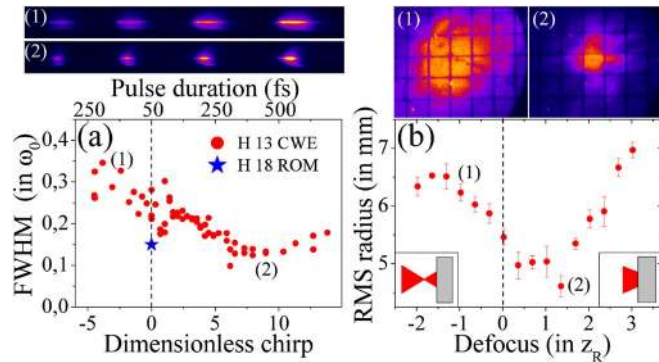 (1)
(2)
Pulse duration (fs)
250 50 250 500
(a)
H 13 CWE
H 18 ROM
(1)
(2)
FWHM (in ω₀)
0,4
0,3
0,2
0,1
0,0
-5 0 5 10
Dimensionless chirp
(1)
(2)
(b)
(1)
(2)
RMS radius (in mm)
7
6
5
-2 -1 0 1 2 3
Defocus (in z_R)